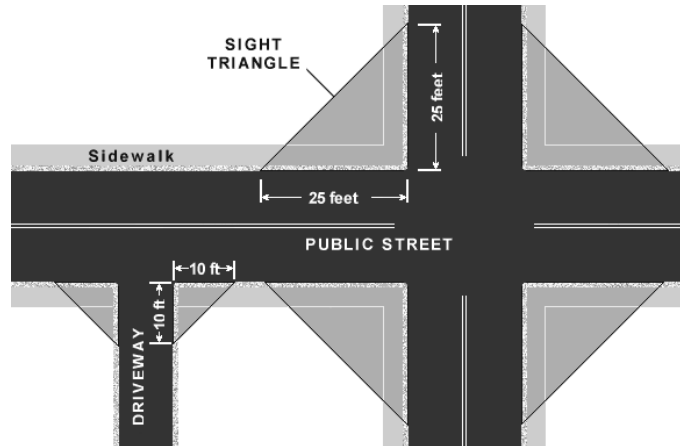 SIGHT
TRIANGLE
25 feet
Sidewalk
25 feet
PUBLIC STREET
10 ft
10 ft
DRIVEWAY